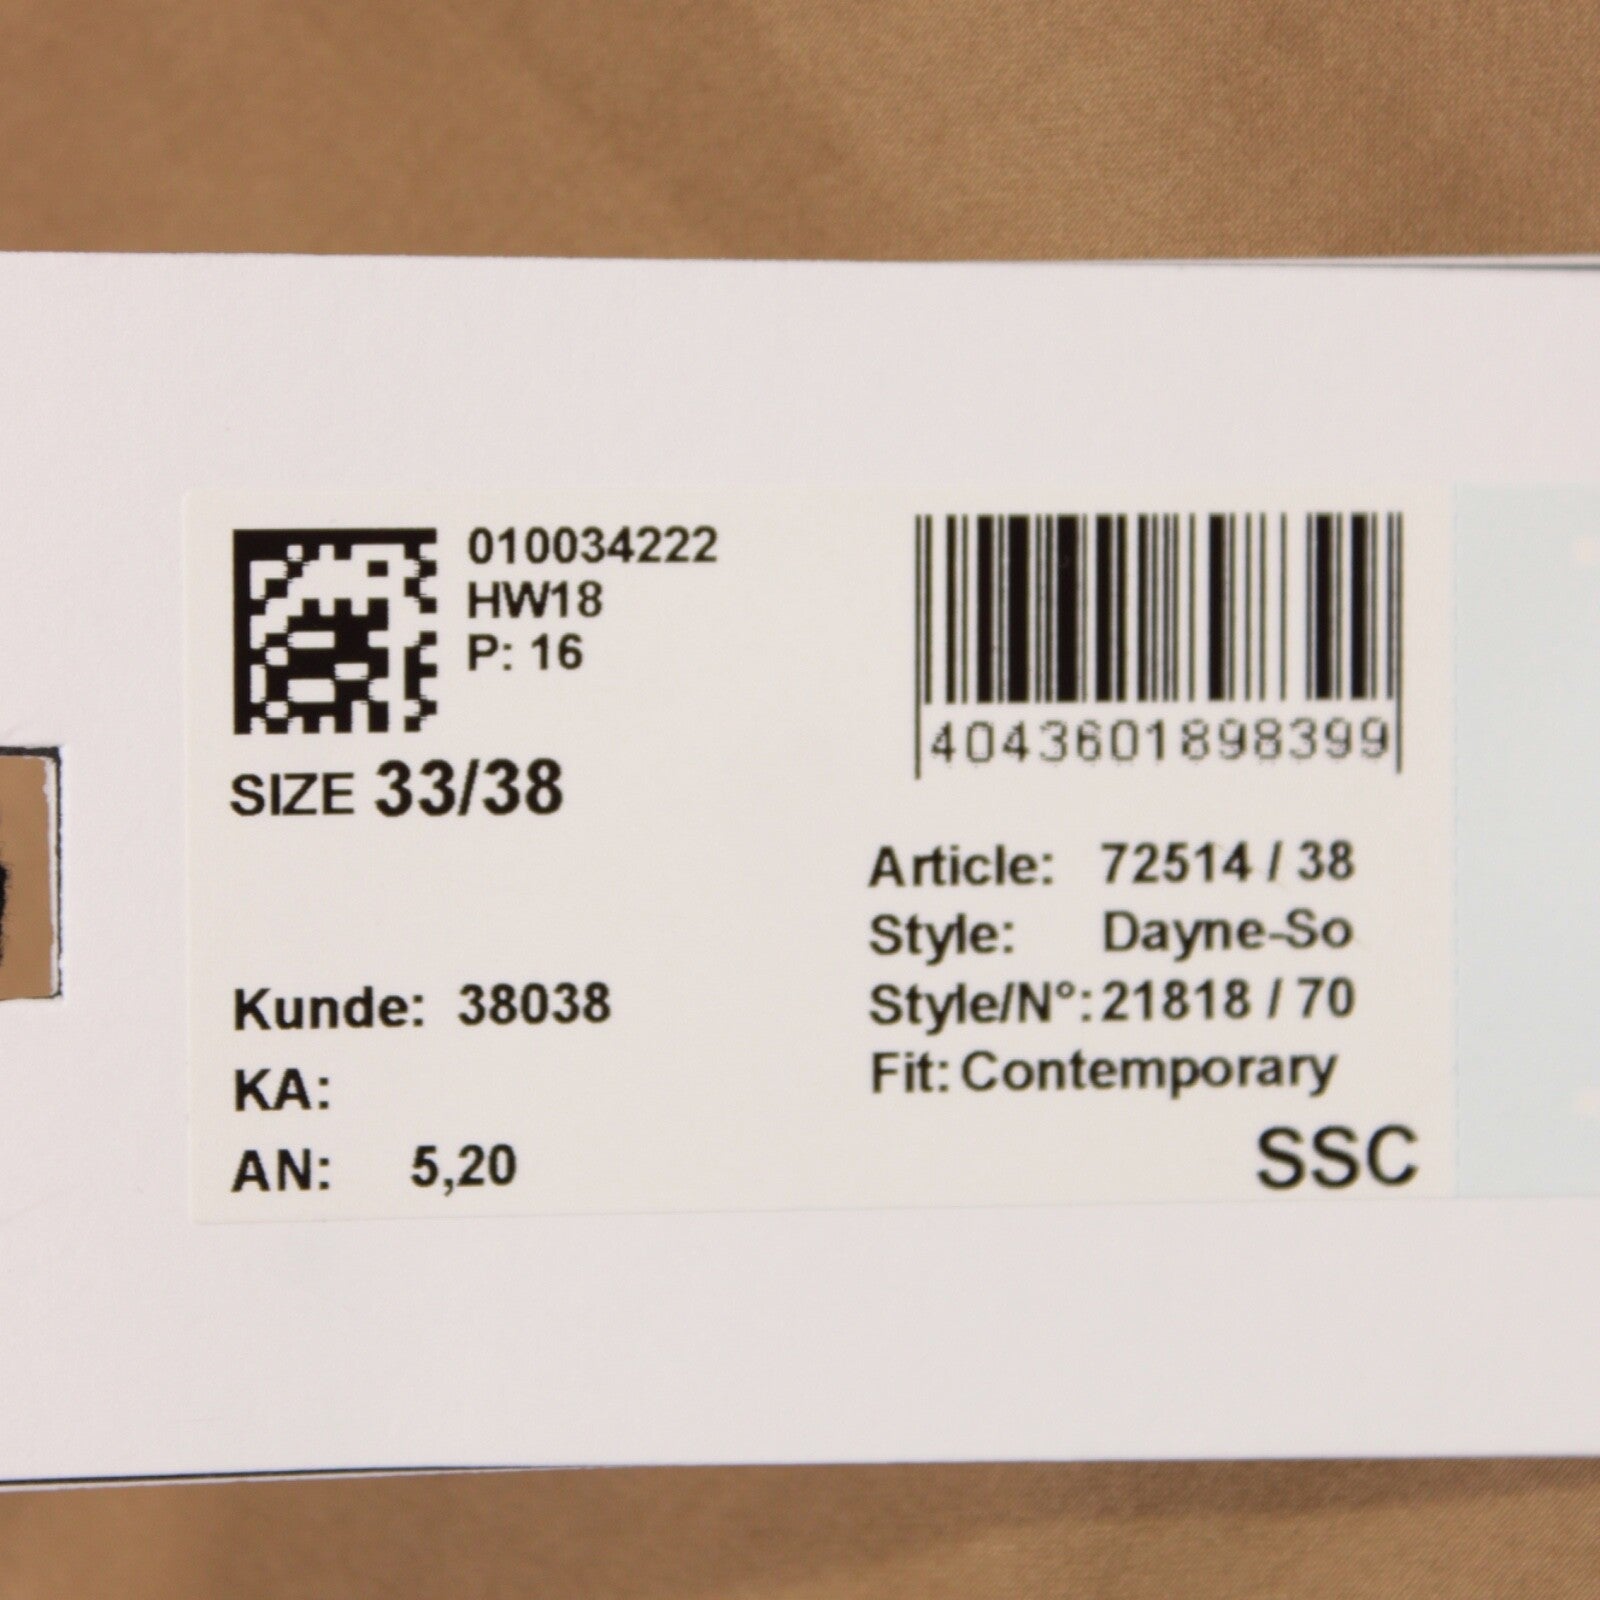 010034222
HW18
P: 16
SIZE 33/38
Kunde: 38038
KA:
AN: 5,20
4043601898399
Article: 72514 / 38
Style: Dayne-So
Style/N°: 21818 / 70
Fit: Contemporary
SSC